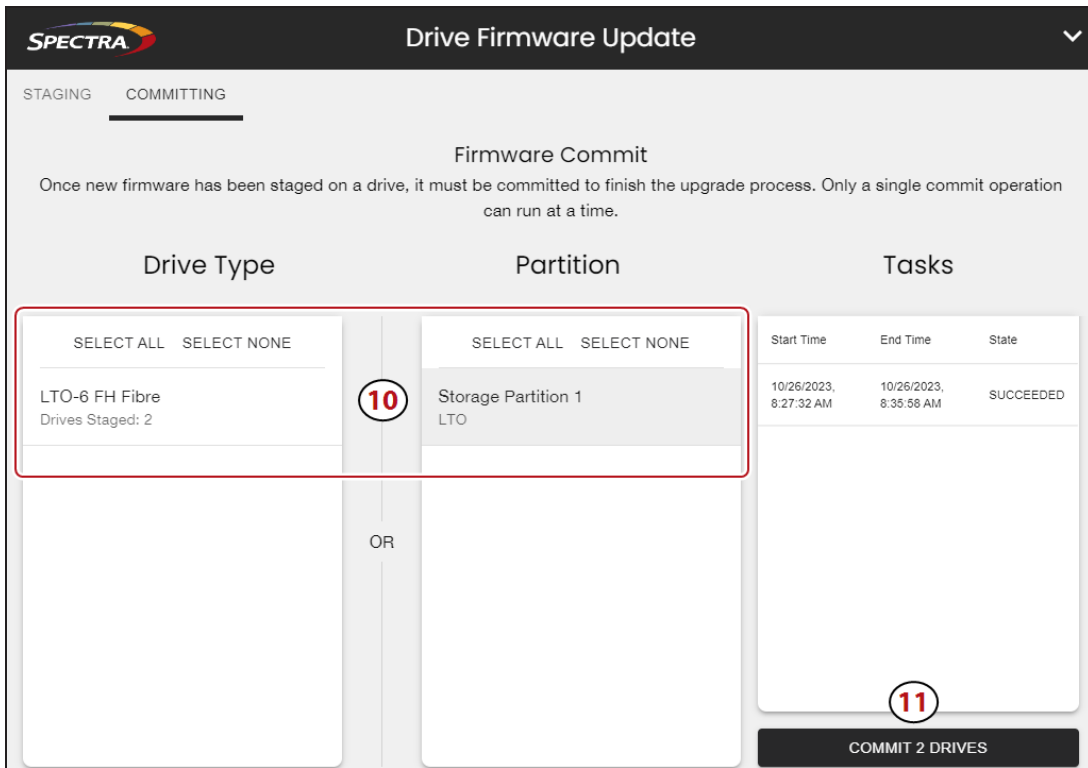 SPECTRA
Drive Firmware Update
STAGING COMMITTING
Firmware Commit
Once new firmware has been staged on a drive, it must be committed to finish the upgrade process. Only a single commit operation
can run at a time.
Drive Type
Partition
Tasks
SELECT ALL SELECT NONE
LTO-6 FH Fibre
Drives Staged: 2
10
OR
SELECT ALL SELECT NONE
Storage Partition 1
LTO
Start Time End Time State
10/26/2023, 8:27:32 AM 10/26/2023, 8:35:58 AM SUCCEEDED
11
COMMIT 2 DRIVES